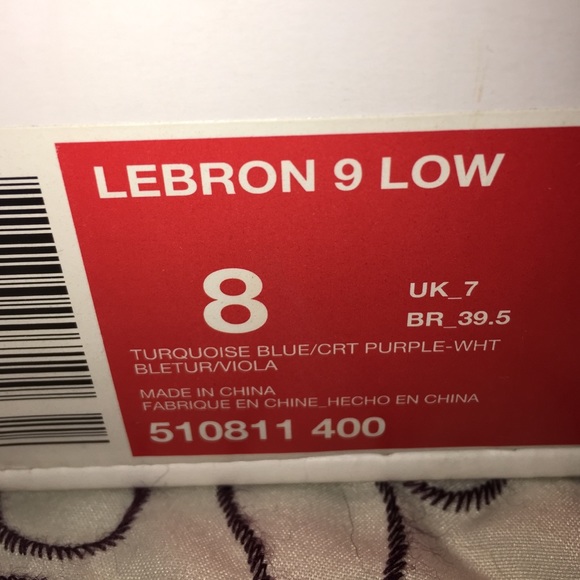 LEBRON 9 LOW
8
UK_7
BR_39.5
TURQUOISE BLUE/CRT PURPLE-WHT
BLETUR/VIOLA
MADE IN CHINA
FABRIQUE EN CHINE_HECHO EN CHINA
510811 400